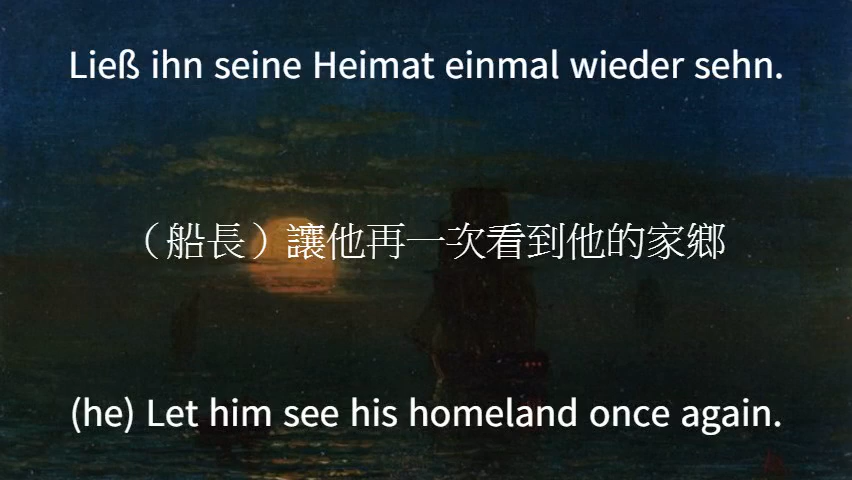 Ließ ihn seine Heimat einmal wieder sehn.
（船長）讓他再一次看到他的家鄉
(he) Let him see his homeland once again.